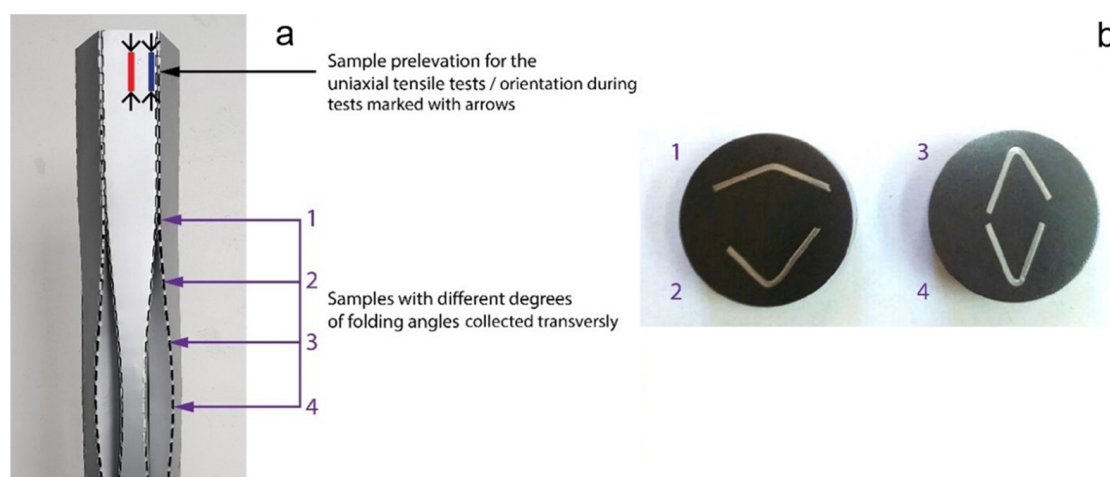 a
Sample prelevation for the
uniaxial tensile tests / orientation during
tests marked with arrows
1
2
Samples with different degrees
of folding angles collected transversly
3
4
b
1
3
2
4